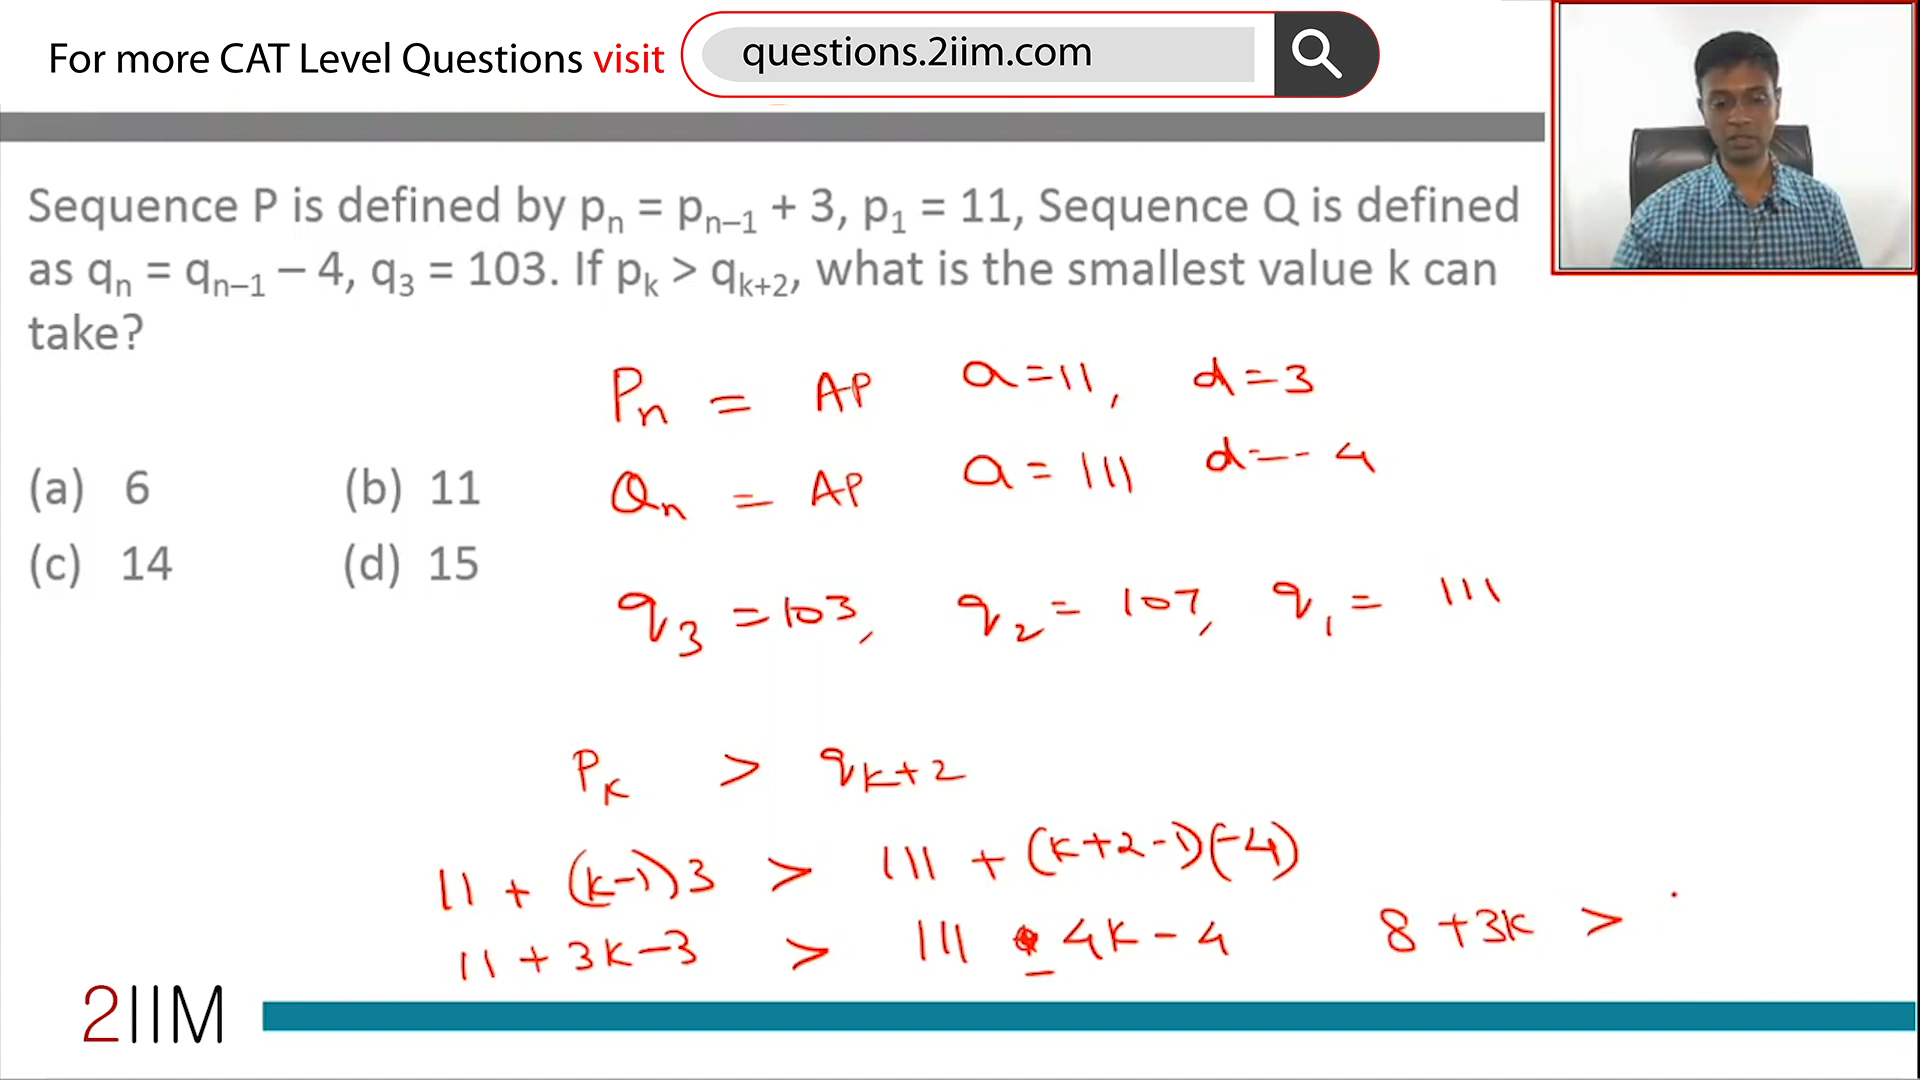 For more CAT Level Questions visit questions.2iim.com
Sequence P is defined by pₙ = pₙ₋₁ + 3, p₁ = 11, Sequence Q is defined
as qₙ = qₙ₋₁ – 4, q₃ = 103. If pₖ > qₖ₊₂, what is the smallest value k can
take?
Pₙ = AP a=11, d=3
Qₙ = AP a=111 d=-4
(a) 6 (b) 11
(c) 14 (d) 15
q₃ = 103, q₂ = 107, q₁ = 111
Pₖ > qₖ₊₂
11 + (k-1)3 > 111 + (k+2-1)(-4)
11 + 3k - 3 > 111 - 4k - 4 8 + 3k >
2IIM